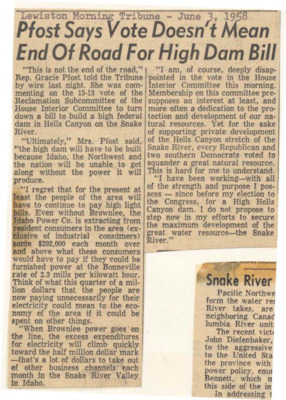 Lewiston Morning Tribune - June 3, 1958
Pfost Says Vote Doesn't Mean
End Of Road For High Dam Bill
"This is not the end of the road,"
Rep. Gracie Pfost told the Tribune
by wire last night. She was com-
menting on the 15-13 vote of the
Reclamation Subcommittee of the
House Interior Committee to turn
down a bill to build a high federal
dam in Hells Canyon on the Snake
River.
"Ultimately," Mrs. Pfost said,
"the high dam will have to be built
because Idaho, the Northwest and
the nation will be unable to get
along without the power it will
produce.
"I regret that for the present at
least the people of the area will
have to continue to pay high light
bills. Even without Brownlee, the
Idaho Power Co. is extracting from
resident consumers in the area (ex-
clusive of industrial consumers)
some $292,000 each month over
and above what these consumers
would have to pay if they could be
furnished power at the Bonneville
rate of 2.3 mills per kilowatt hour.
Think of what this quarter of a mil-
lion dollars that the people are
now paying unnecessarily for their
electricity could mean to the econ-
omy of the area if it could be
spent on other things.
"When Brownlee power goes on
the line, the excess expenditures
for electricity will climb quickly
toward the half million dollar mark
—that's a lot of dollars to take out
of other business channels each
month in the Snake River Valley
in Idaho.
"I am, of course, deeply disap-
pointed in the vote in the House
Interior Committee this morning.
Membership on this committee pre-
supposes an interest at least, and
more often a dedication to the pro-
tection and development of our na-
tural resources. Yet for the sake
of supporting private development
of the Hells Canyon stretch of the
Snake River, every Republican and
two southern Democrats voted to
squander a great natural resource.
This is hard for me to understand.
"I have been working—with all
of the strength and purpose I pos-
sess — since before my election to
the Congress, for a High Hells
Canyon dam. I do not propose to
stop now in my efforts to secure
the maximum development of the
great water resource—the Snake
River."
Snake River
Pacific Northwe
form the water re
River takes, are
neighboring Canad
lumbia River unit
The recent vict
John Diefenbaker,
to the aggressive
to the United Sta
the province with
power policy, ensu
Bennett, which n
this side of the in
In addressing t